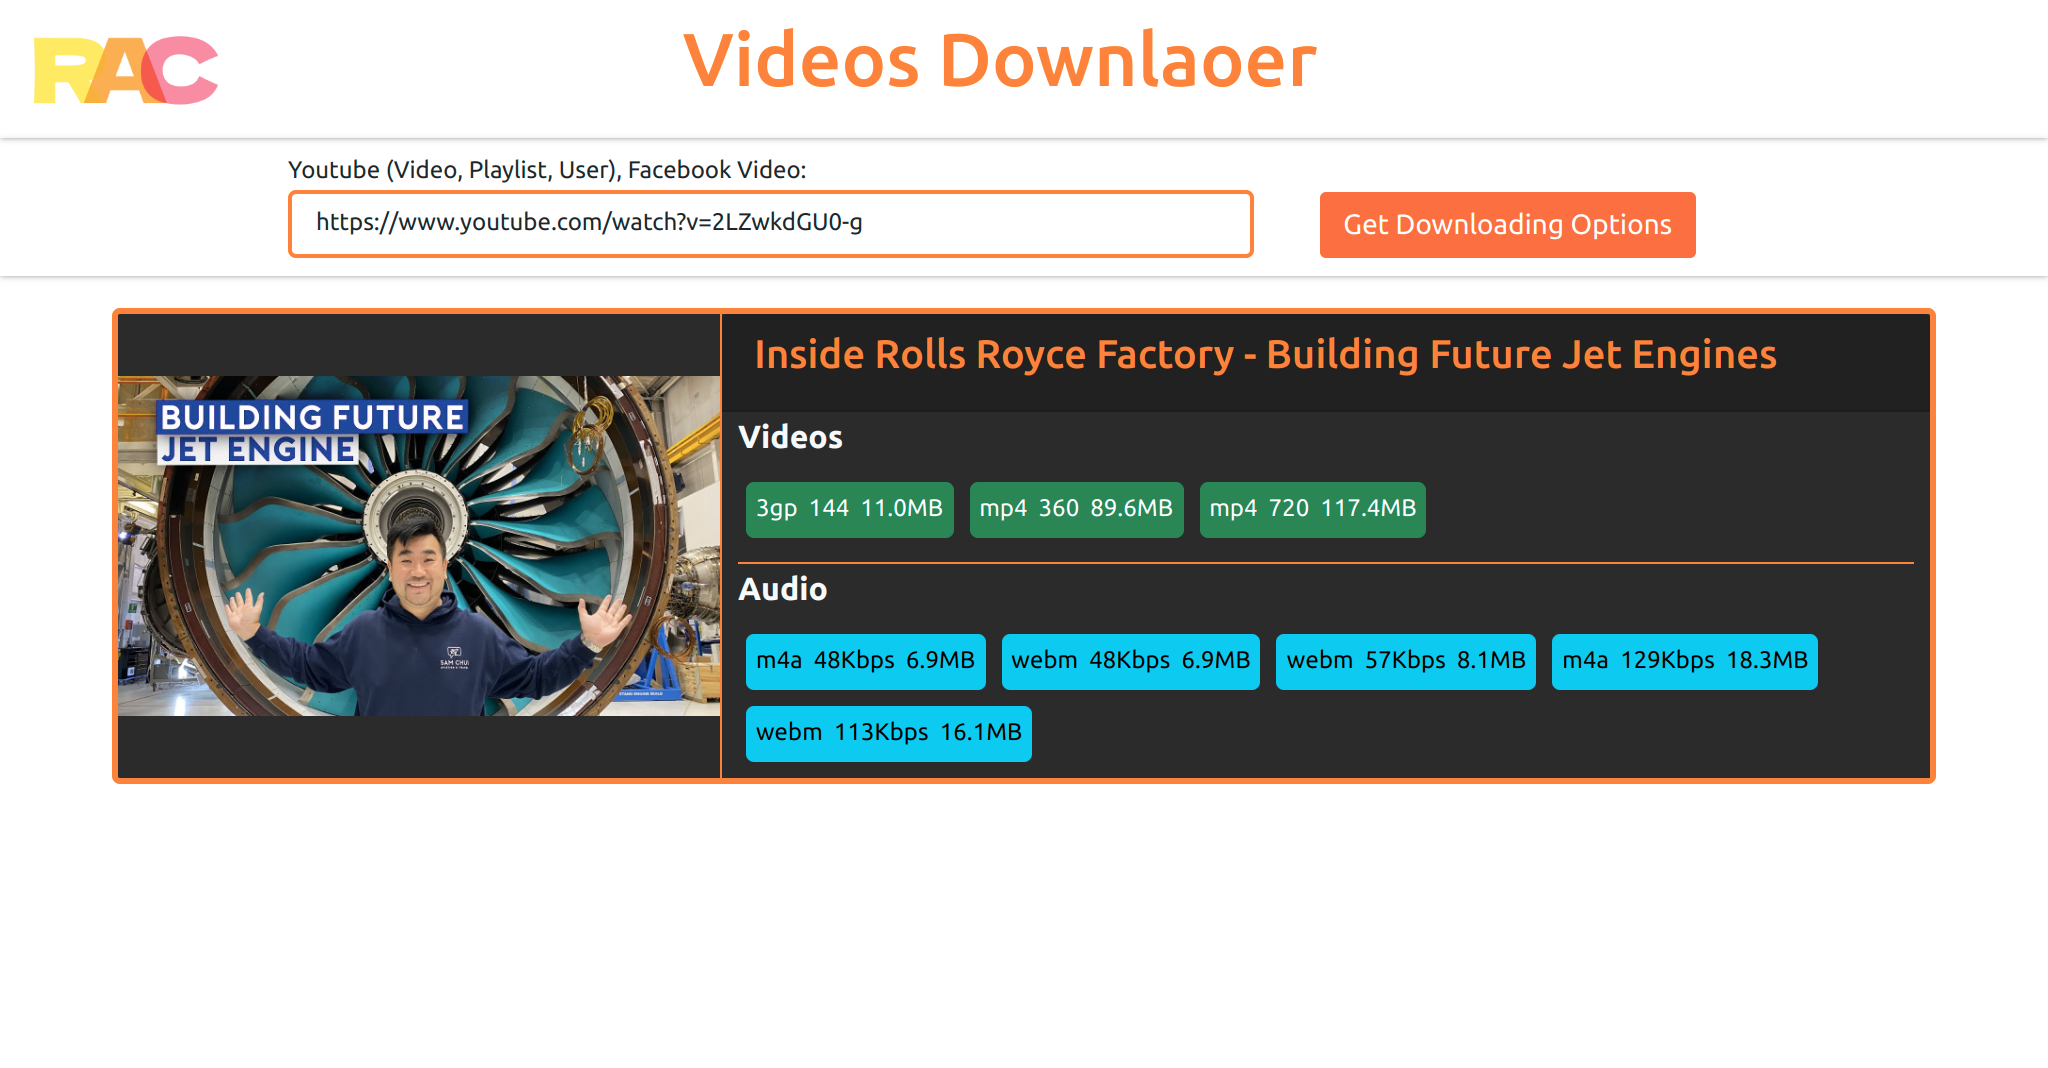 RAC
Videos Downlaoer
Youtube (Video, Playlist, User), Facebook Video:
https://www.youtube.com/watch?v=2LZwkdGU0-g
Get Downloading Options
BUILDING FUTURE
JET ENGINE
SAM CHUI
Inside Rolls Royce Factory - Building Future Jet Engines
Videos
3gp 144 11.0MB
mp4 360 89.6MB
mp4 720 117.4MB
Audio
m4a 48Kbps 6.9MB
webm 48Kbps 6.9MB
webm 57Kbps 8.1MB
m4a 129Kbps 18.3MB
webm 113Kbps 16.1MB